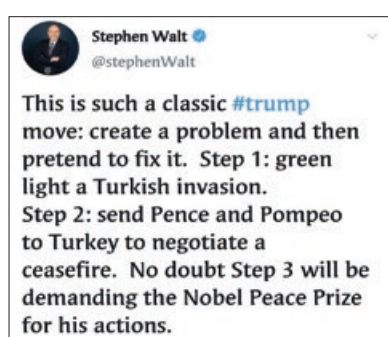 Stephen Walt
@stephenWalt
This is such a classic #trump
move: create a problem and then
pretend to fix it.  Step 1: green
light a Turkish invasion.
Step 2: send Pence and Pompeo
to Turkey to negotiate a
ceasefire.  No doubt Step 3 will be
demanding the Nobel Peace Prize
for his actions.